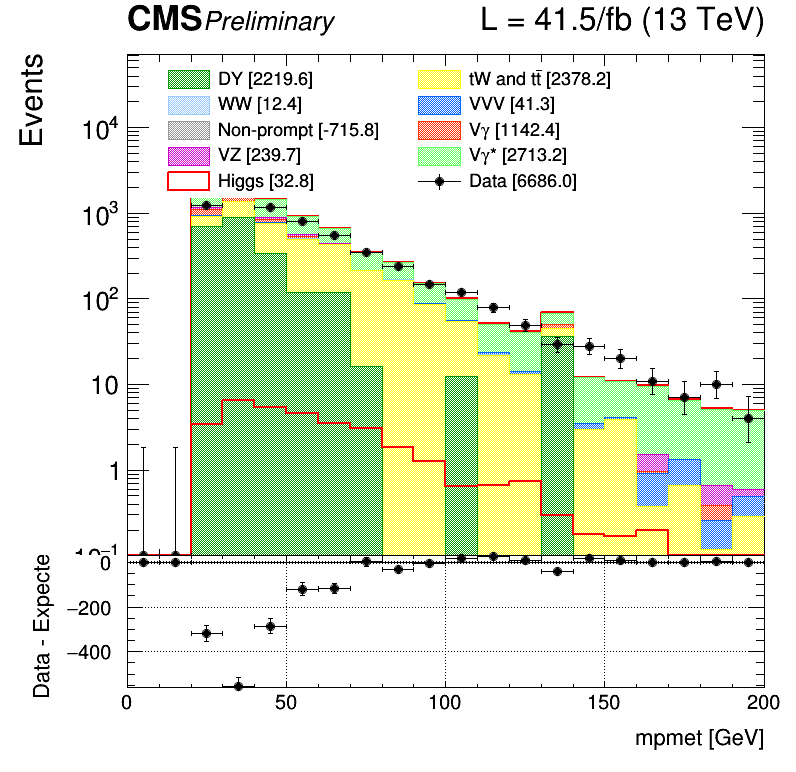 CMS Preliminary L = 41.5/fb (13 TeV)
Events
DY [2219.6] tW and tt̄ [2378.2]
WW [12.4] VVV [41.3]
Non-prompt [-715.8] Vγ [1142.4]
VZ [239.7] Vγ* [2713.2]
Higgs [32.8] Data [6686.0]
10⁴
10³
10²
10
1
10⁻¹
Data - Expecte
0
−200
−400
0 50 100 150 200
mpmet [GeV]